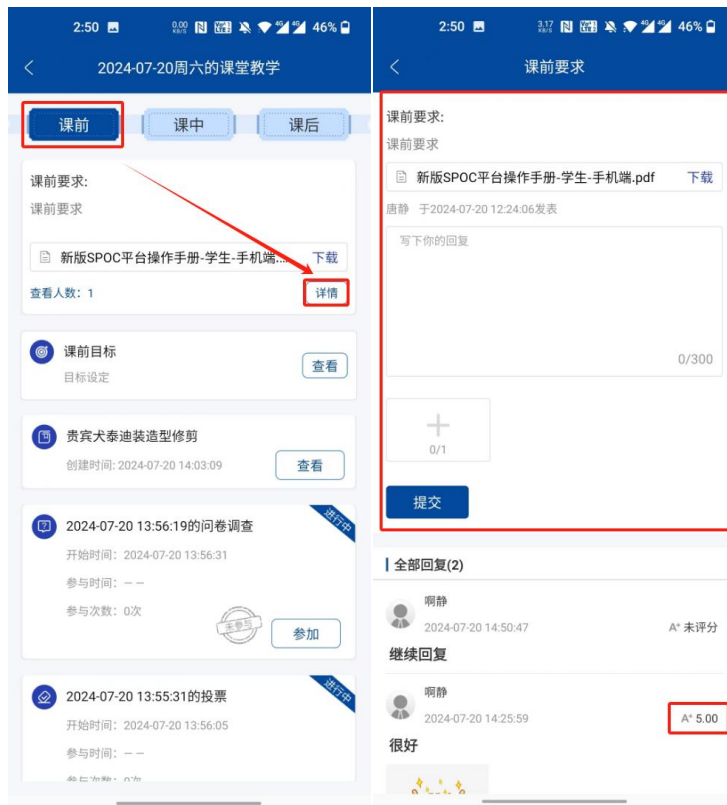 2:50
0.00 KB/S
46%
2024-07-20周六的课堂教学
课前
课中
课后
课前要求:
课前要求
新版SPOC平台操作手册-学生-手机端...
下载
查看人数：1
详情
课前目标
目标设定
查看
贵宾犬泰迪装造型修剪
创建时间: 2024-07-20 14:03:09
查看
2024-07-20 13:56:19的问卷调查
进行中
开始时间：2024-07-20 13:56:31
参与时间：— —
参与次数：0次
未参与
参加
2024-07-20 13:55:31的投票
进行中
开始时间：2024-07-20 13:56:05
参与时间：— —
参与次数：0次
2:50
3.17 KB/S
46%
课前要求
课前要求:
课前要求
新版SPOC平台操作手册-学生-手机端.pdf
下载
唐静 于2024-07-20 12:24:06发表
写下你的回复
0/300
0/1
提交
全部回复(2)
啊静
2024-07-20 14:50:47
A+ 未评分
继续回复
啊静
2024-07-20 14:25:59
A+ 5.00
很好